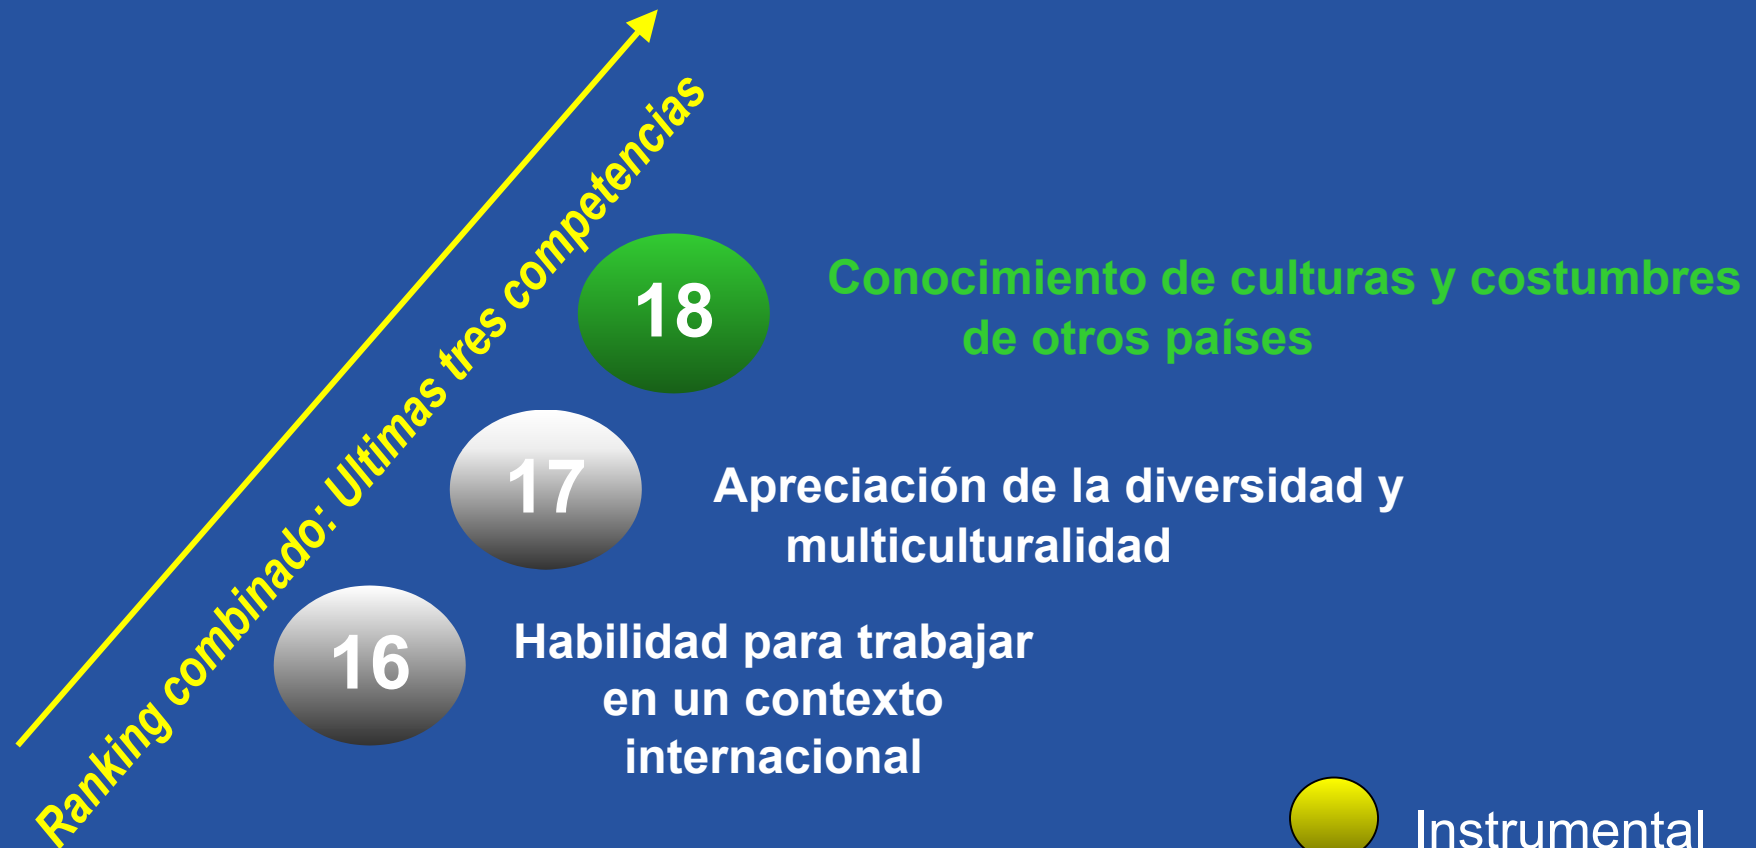 Ranking combinado: Ultimas tres competencias
18
Conocimiento de culturas y costumbres
de otros países
17
Apreciación de la diversidad y
multiculturalidad
16
Habilidad para trabajar
en un contexto
internacional
Instrumental